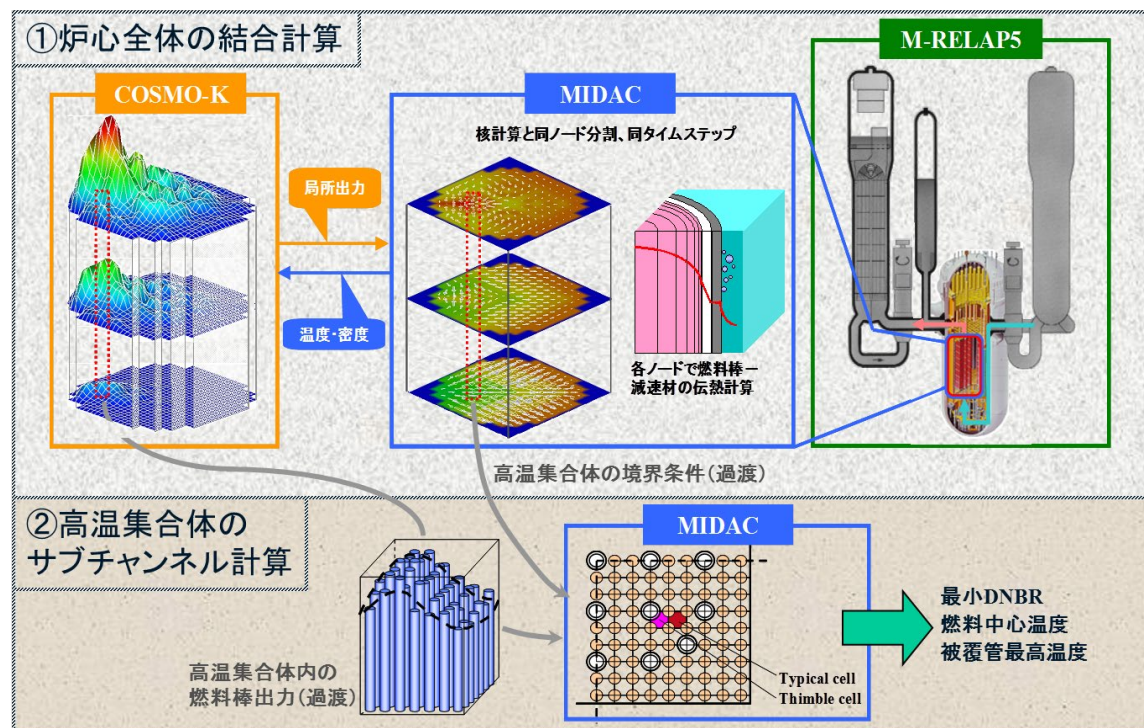 ①炉心全体の結合計算
COSMO-K
MIDAC
M-RELAP5
核計算と同ノード分割、同タイムステップ
局所出力
温度・密度
各ノードで燃料棒－
減速材の伝熱計算
高温集合体の境界条件(過渡)
②高温集合体の
サブチャンネル計算
MIDAC
高温集合体内の
燃料棒出力(過渡)
Typical cell
Thimble cell
最小DNBR
燃料中心温度
被覆管最高温度